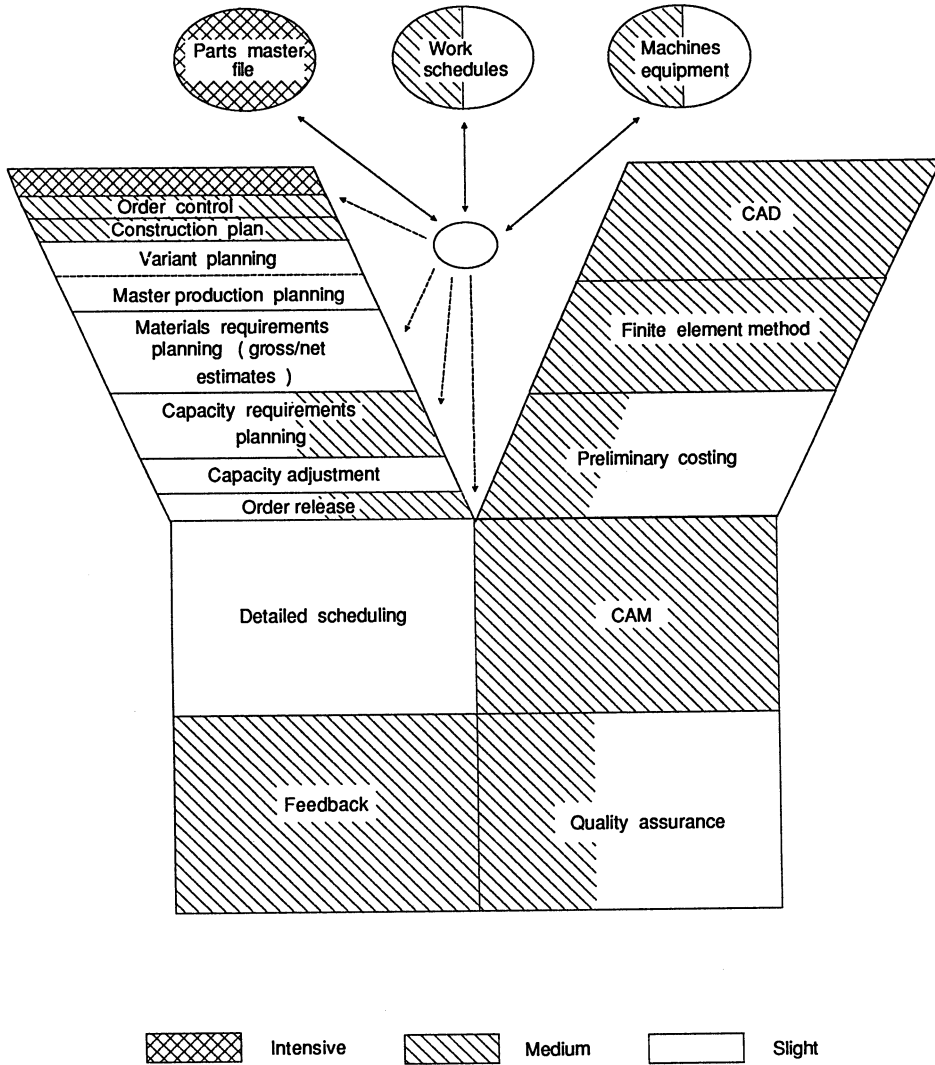 Parts master
file
Work
schedules
Machines
equipment
Order control
Construction plan
Variant planning
Master production planning
Materials requirements
planning ( gross/net
estimates )
Capacity requirements
planning
Capacity adjustment
Order release
CAD
Finite element method
Preliminary costing
Detailed scheduling
CAM
Feedback
Quality assurance
Intensive
Medium
Slight